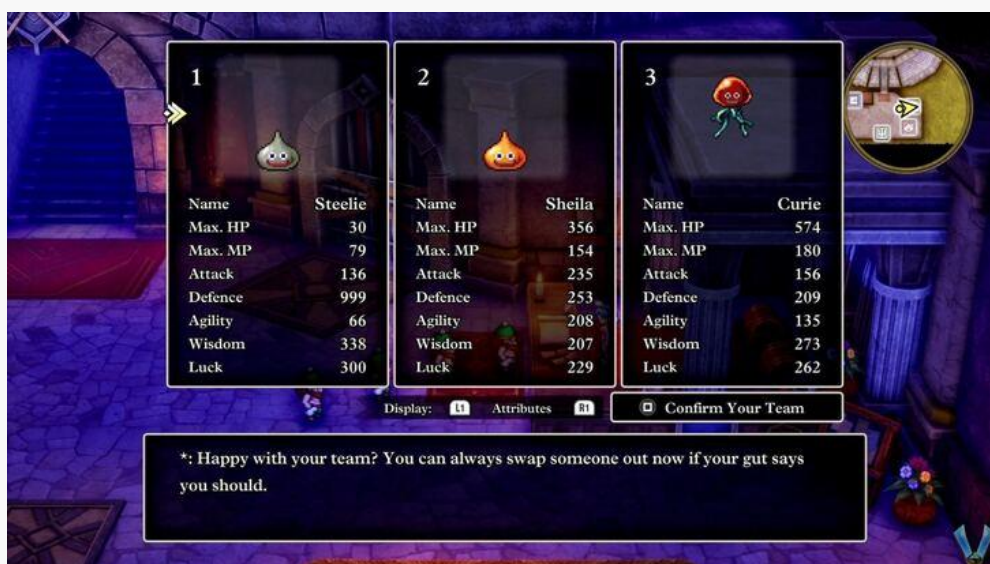 1
Name Steelie
Max. HP 30
Max. MP 79
Attack 136
Defence 999
Agility 66
Wisdom 338
Luck 300
2
Name Sheila
Max. HP 356
Max. MP 154
Attack 235
Defence 253
Agility 208
Wisdom 207
Luck 229
3
Name Curie
Max. HP 574
Max. MP 180
Attack 156
Defence 209
Agility 135
Wisdom 273
Luck 262
Display: L1 Attributes R1
Confirm Your Team
*: Happy with your team? You can always swap someone out now if your gut says
you should.